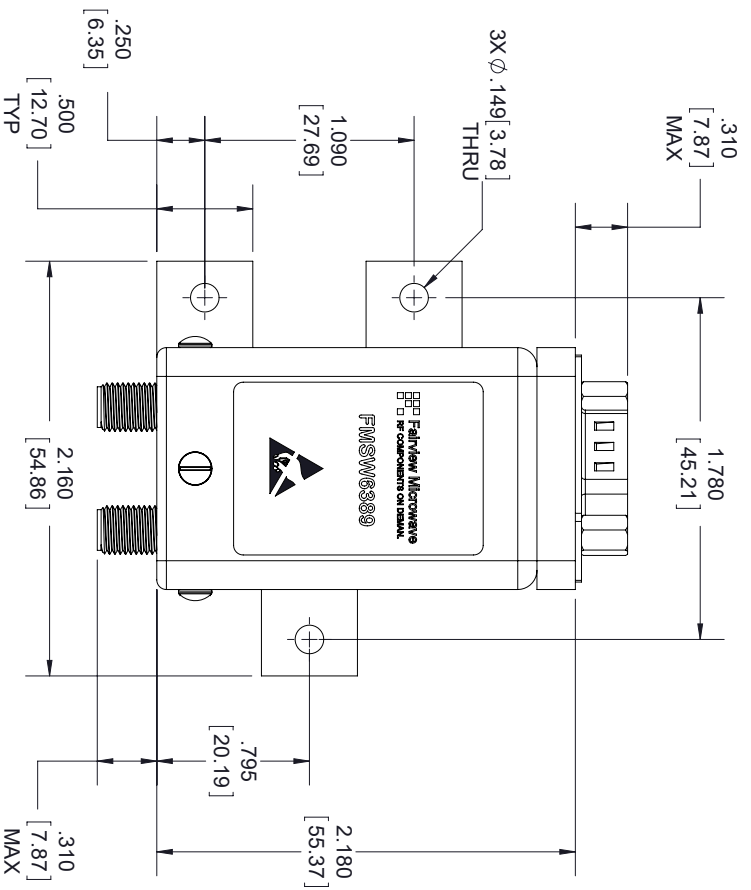 .310
[7.87]
MAX
3X Ø.149[3.78]
THRU
1.780
[45.21]
1.090
[27.69]
.250
[6.35]
.500
[12.70]
TYP
Fairview Microwave
RF COMPONENTS ON DEMAN.
FMSW6389
2.160
[54.86]
.795
[20.19]
2.180
[55.37]
.310
[7.87]
MAX